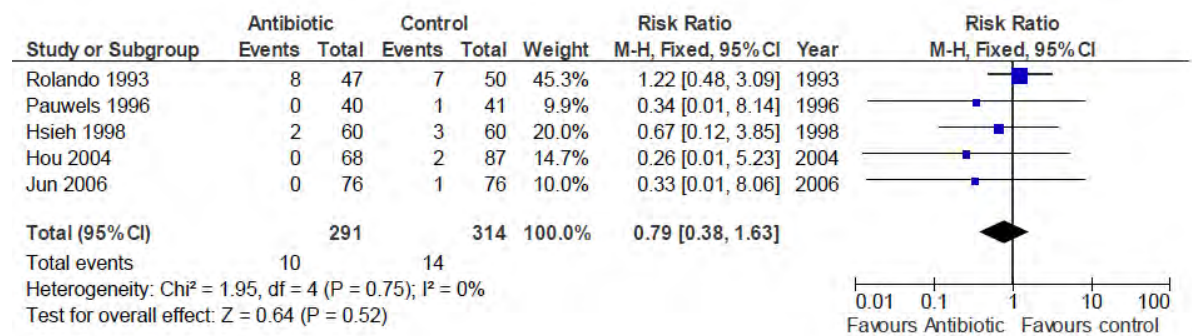 Antibiotic Control Risk Ratio Risk Ratio
Study or Subgroup Events Total Events Total Weight M-H, Fixed, 95% CI Year M-H, Fixed, 95% CI
Rolando 1993 8 47 7 50 45.3% 1.22 [0.48, 3.09] 1993
Pauwels 1996 0 40 1 41 9.9% 0.34 [0.01, 8.14] 1996
Hsieh 1998 2 60 3 60 20.0% 0.67 [0.12, 3.85] 1998
Hou 2004 0 68 2 87 14.7% 0.26 [0.01, 5.23] 2004
Jun 2006 0 76 1 76 10.0% 0.33 [0.01, 8.06] 2006
Total (95% CI) 291 314 100.0% 0.79 [0.38, 1.63]
Total events 10 14
Heterogeneity: Chi² = 1.95, df = 4 (P = 0.75); I² = 0%
Test for overall effect: Z = 0.64 (P = 0.52)
0.01 0.1 1 10 100
Favours Antibiotic Favours control